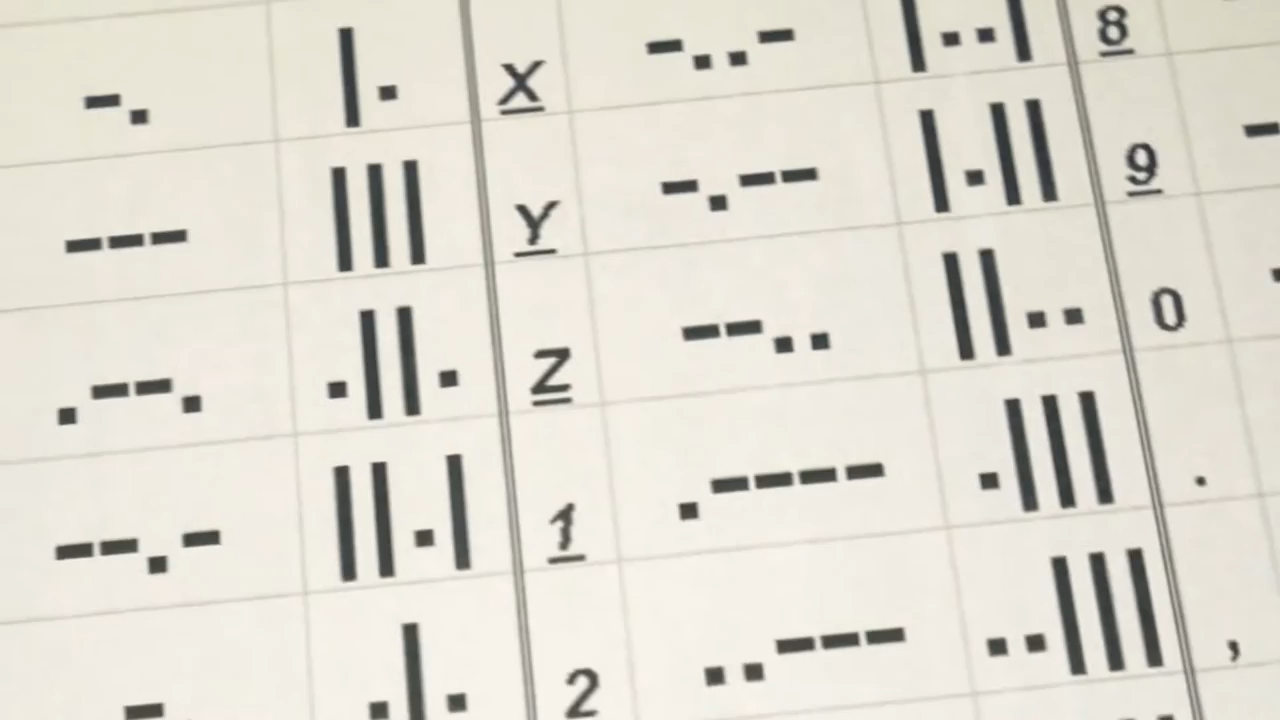 -. |. X -..- |..| 8
--- ||| Y -.-- |.|| 9
.--. .||. Z --.. ||.. 0
--.- ||.| 1 .---- .||| .
.|. 2 ..--- ..||| ,